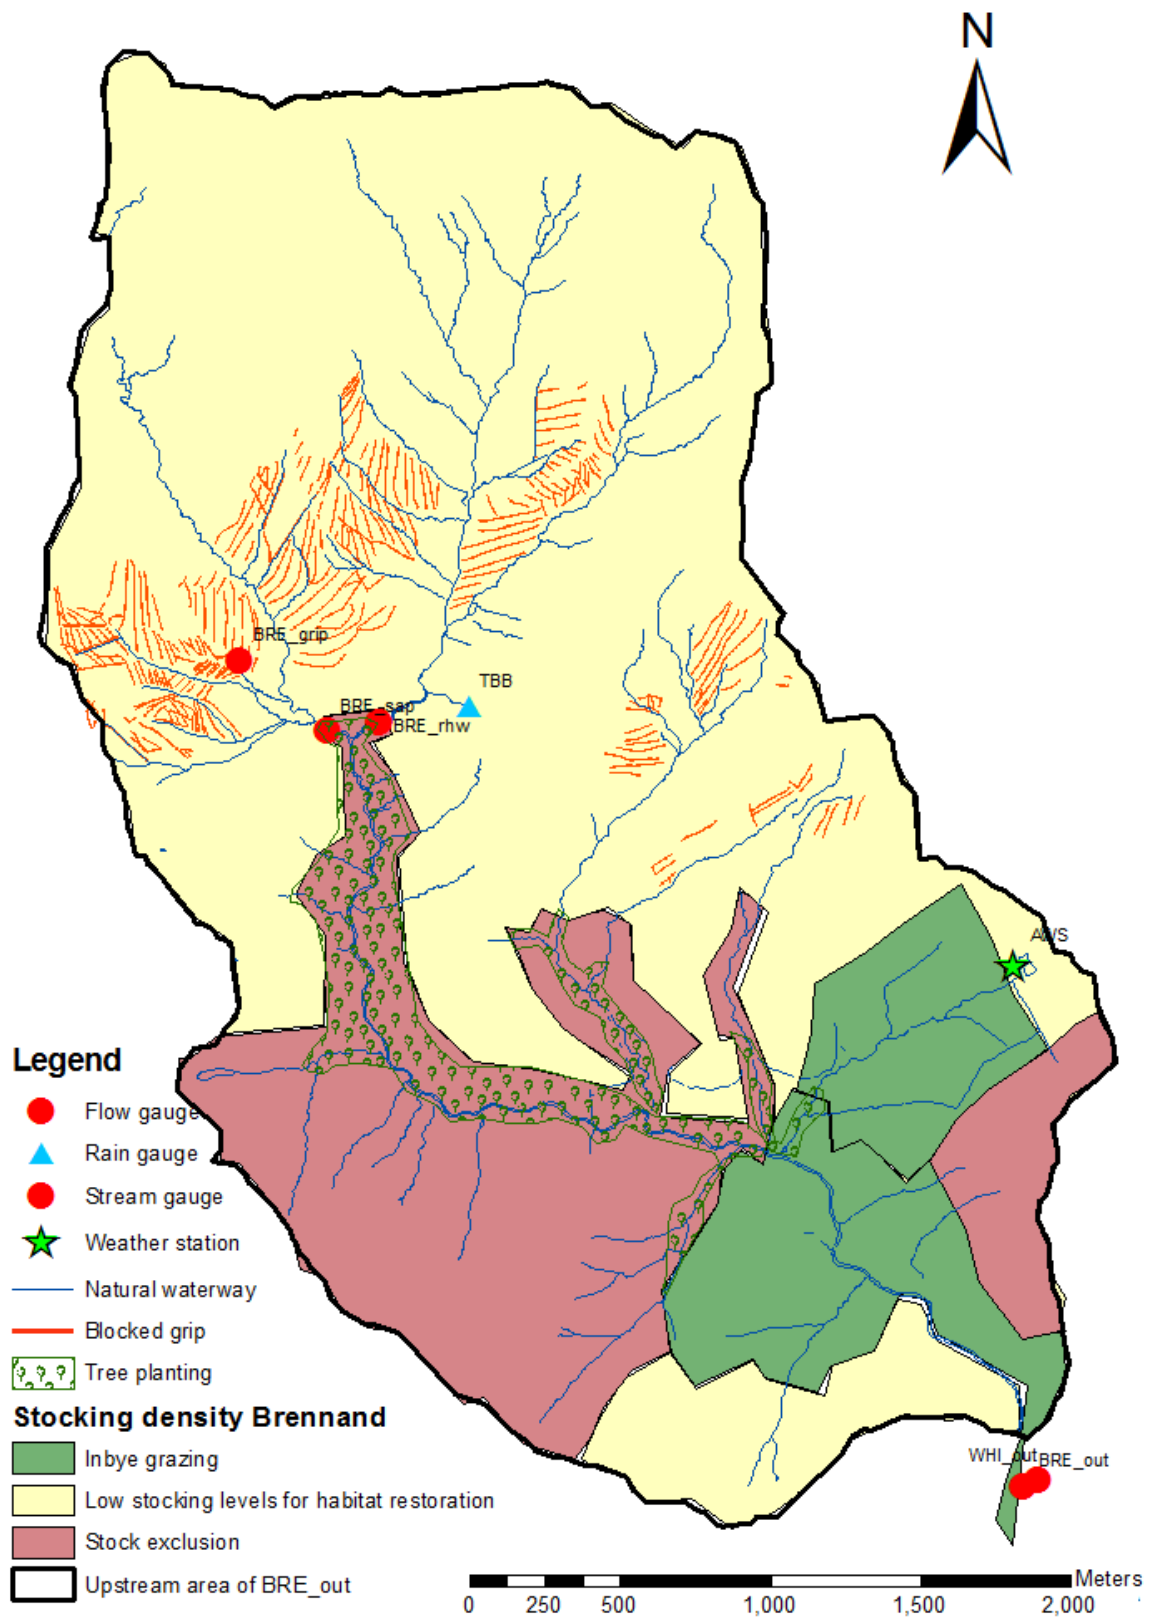 N
BRE_grip
TBB
BRE_sap
BRE_rhw
AWS
Legend
Flow gauge
Rain gauge
Stream gauge
Weather station
Natural waterway
Blocked grip
Tree planting
Stocking density Brennand
Inbye grazing
Low stocking levels for habitat restoration
Stock exclusion
Upstream area of BRE_out
WHI_out BRE_out
Meters
0 250 500 1,000 1,500 2,000